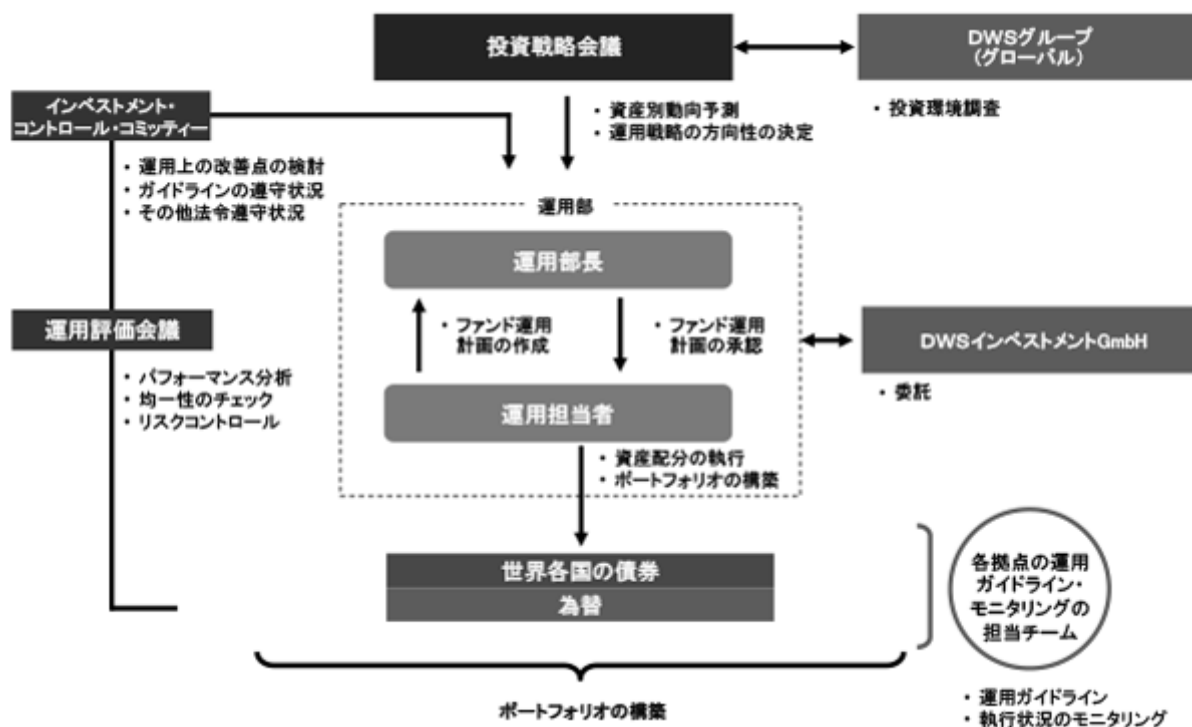 投資戦略会議
DWSグループ
(グローバル)
・ 投資環境調査
・ 資産別動向予測
・ 運用戦略の方向性の決定
インベストメント・
コントロール・コミッティー
・ 運用上の改善点の検討
・ ガイドラインの遵守状況
・ その他法令遵守状況
運用部
運用部長
・ ファンド運用
計画の作成
・ ファンド運用
計画の承認
運用評価会議
・ パフォーマンス分析
・ 均一性のチェック
・ リスクコントロール
DWSインベストメントGmbH
・ 委託
運用担当者
・ 資産配分の執行
・ ポートフォリオの構築
世界各国の債券
為替
各拠点の運用
ガイドライン・
モニタリングの
担当チーム
・ 運用ガイドライン
・ 執行状況のモニタリング
ポートフォリオの構築